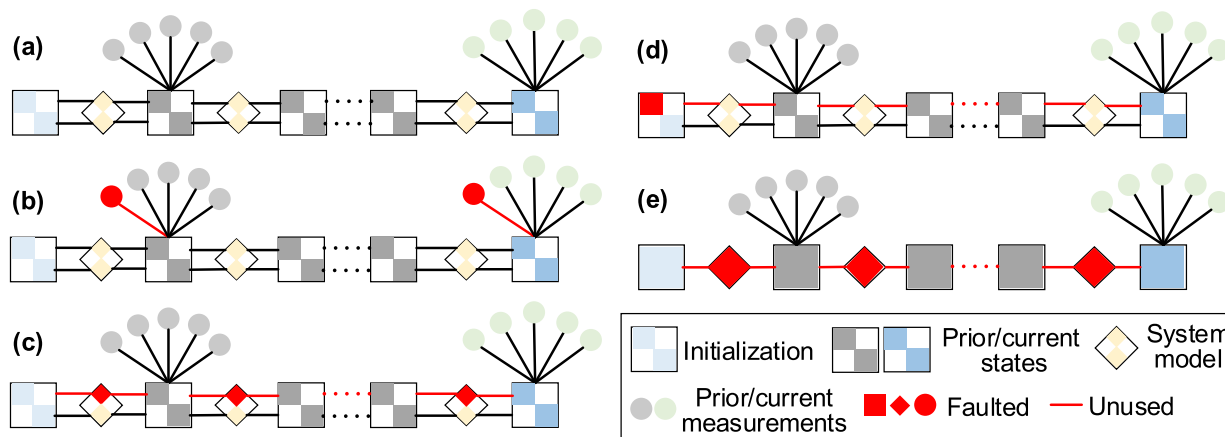 (a)
(b)
(c)
(d)
(e)
Initialization
Prior/current
states
System
model
Prior/current
measurements
Faulted
Unused